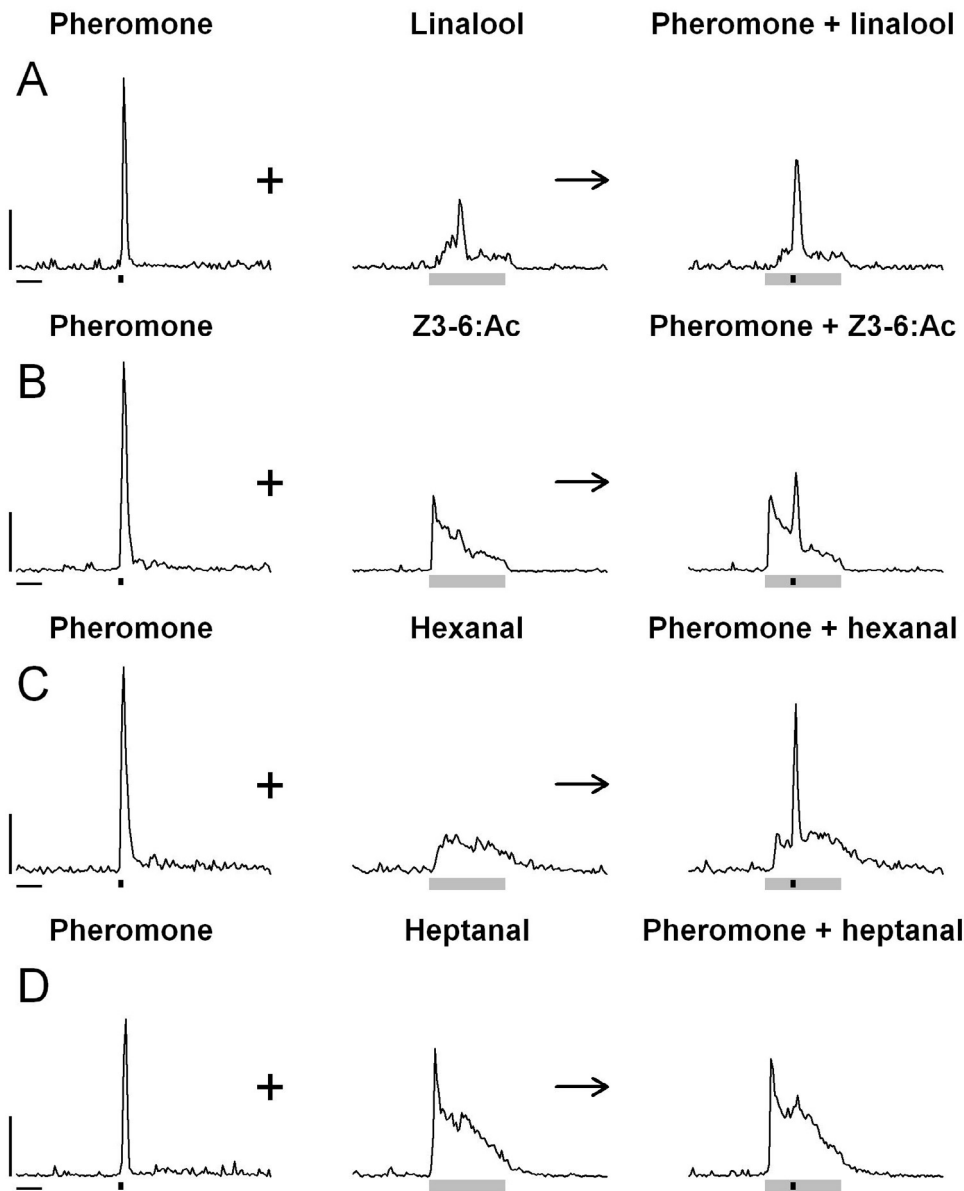 Pheromone Linalool Pheromone + linalool
A
+ →
Pheromone Z3-6:Ac Pheromone + Z3-6:Ac
B
+ →
Pheromone Hexanal Pheromone + hexanal
C
+ →
Pheromone Heptanal Pheromone + heptanal
D
+ →